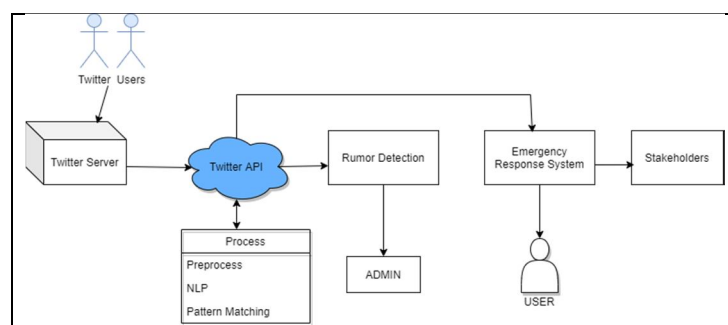 Twitter Users
Twitter Server
Twitter API
Rumor Detection
Emergency
Response System
Stakeholders
Process
Preprocess
NLP
Pattern Matching
ADMIN
USER